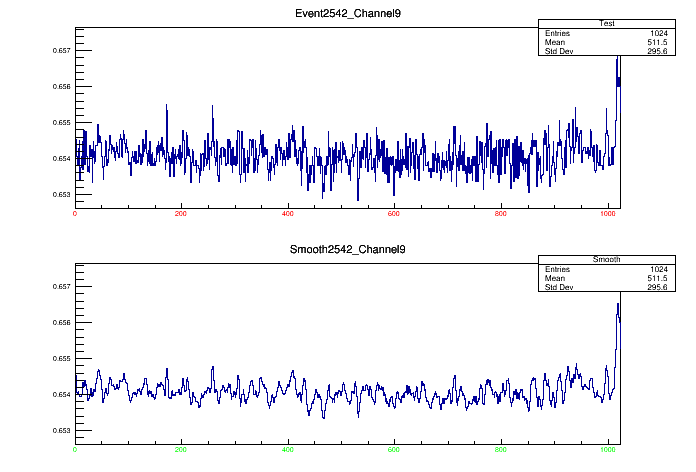 Event2542_Channel9
Test
Entries 1024
Mean 511.5
Std Dev 295.6
0.657
0.656
0.655
0.654
0.653
0 200 400 600 800 1000
Smooth2542_Channel9
Smooth
Entries 1024
Mean 511.5
Std Dev 295.6
0.657
0.656
0.655
0.654
0.653
0 200 400 600 800 1000